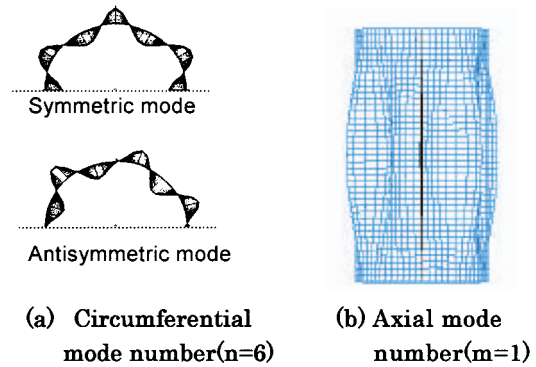 Symmetric mode
Antisymmetric mode
(a) Circumferential
mode number(n=6)
(b) Axial mode
number(m=1)